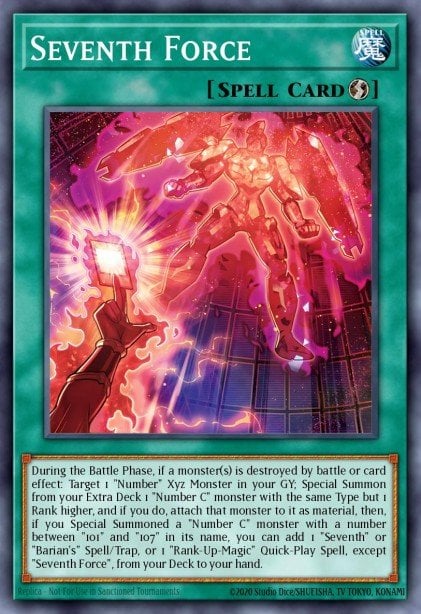 SEVENTH FORCE
SPELL
魔
[SPELL CARD]
During the Battle Phase, if a monster(s) is destroyed by battle or card
effect: Target 1 "Number" Xyz Monster in your GY; Special Summon
from your Extra Deck 1 "Number C" monster with the same Type but 1
Rank higher, and if you do, attach that monster to it as material, then,
if you Special Summoned a "Number C" monster with a number
between "101" and "107" in its name, you can add 1 "Seventh" or
"Barian's" Spell/Trap, or 1 "Rank-Up-Magic" Quick-Play Spell, except
"Seventh Force", from your Deck to your hand.
Replica - Not For Use in Sanctioned Tournaments
©2020 Studio Dice/SHUEISHA, TV TOKYO, KONAMI